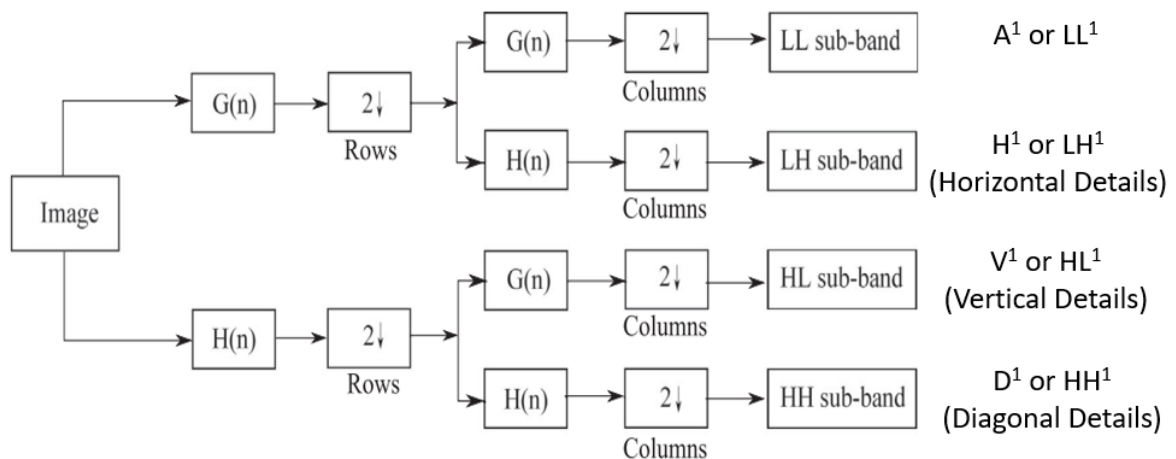 G(n)
2↓
Columns
LL sub-band
A¹ or LL¹
G(n)
2↓
Rows
H(n)
2↓
Columns
LH sub-band
H¹ or LH¹
(Horizontal Details)
Image
H(n)
2↓
Rows
G(n)
2↓
Columns
HL sub-band
V¹ or HL¹
(Vertical Details)
H(n)
2↓
Columns
HH sub-band
D¹ or HH¹
(Diagonal Details)